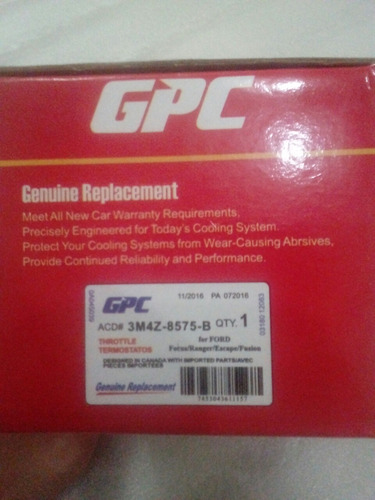 GPC
Genuine Replacement
Meet All New Car Warranty Requirements,
Precisely Engineered for Today's Cooling System.
Protect Your Cooling Systems from Wear-Causing Abrsives,
Provide Continued Reliability and Performance.
GPC
11/2016 PA 072016
ACD# 3M4Z-8575-B QTY. 1
THROTTLE
TERMOSTATOS
for FORD
Focus/Ranger/Escape/Fusion
DESIGNED IN CANADA WITH IMPORTED PARTS/AVEC
PIECES IMPORTEES
Genuine Replacement
7453043611157
03180 12083